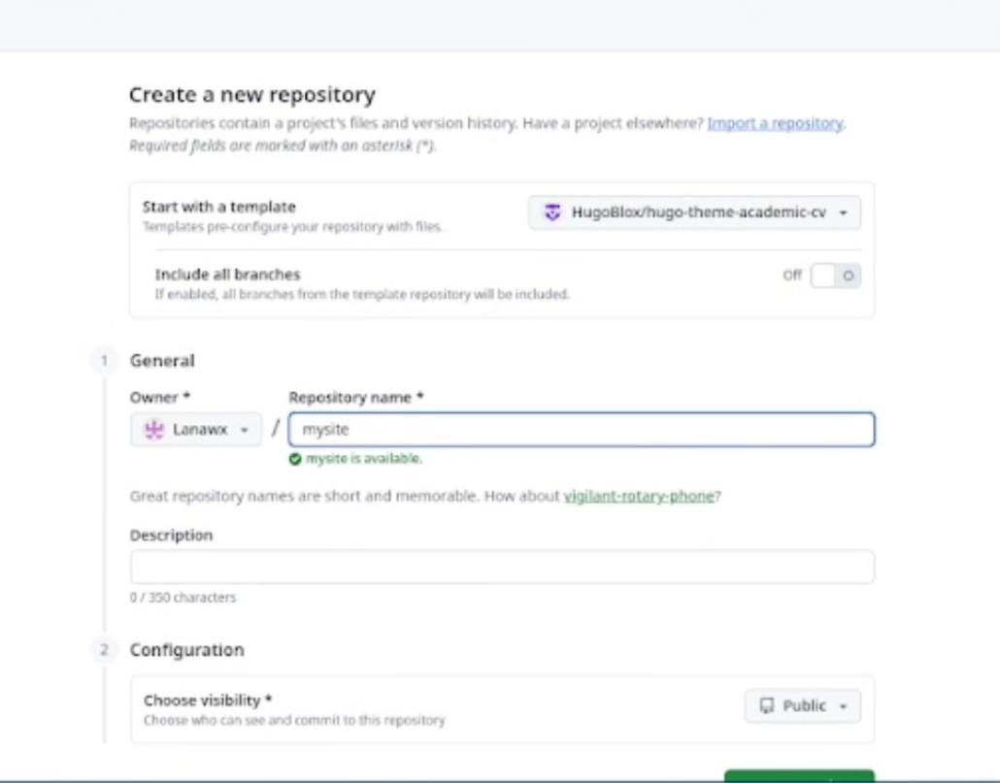 Create a new repository
Repositories contain a project's files and version history. Have a project elsewhere? Import a repository.
Required fields are marked with an asterisk (*).
Start with a template
Templates pre-configure your repository with files.
HugoBlox/hugo-theme-academic-cv
Include all branches
If enabled, all branches from the template repository will be included.
Off
1 General
Owner *
Repository name *
Lanawx / mysite
mysite is available.
Great repository names are short and memorable. How about vigilant-rotary-phone?
Description
0 / 350 characters
2 Configuration
Choose visibility *
Choose who can see and commit to this repository
Public